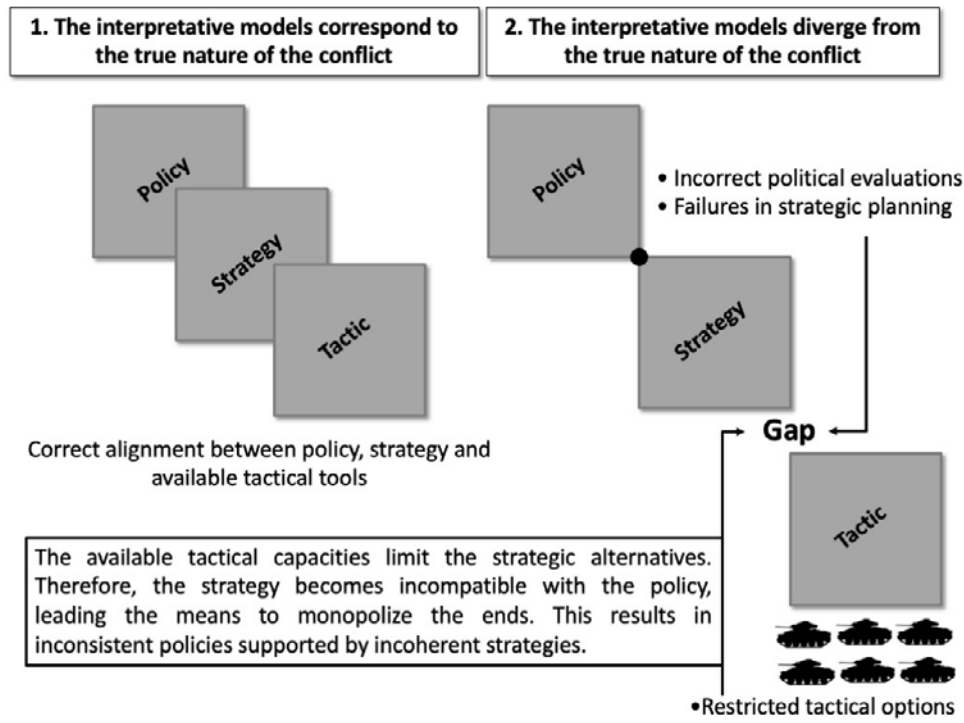 1. The interpretative models correspond to
the true nature of the conflict
2. The interpretative models diverge from
the true nature of the conflict
Policy
Strategy
Tactic
Correct alignment between policy, strategy and
available tactical tools
Policy
• Incorrect political evaluations
• Failures in strategic planning
Strategy
Gap
Tactic
The available tactical capacities limit the strategic alternatives.
Therefore, the strategy becomes incompatible with the policy,
leading the means to monopolize the ends. This results in
inconsistent policies supported by incoherent strategies.
•Restricted tactical options